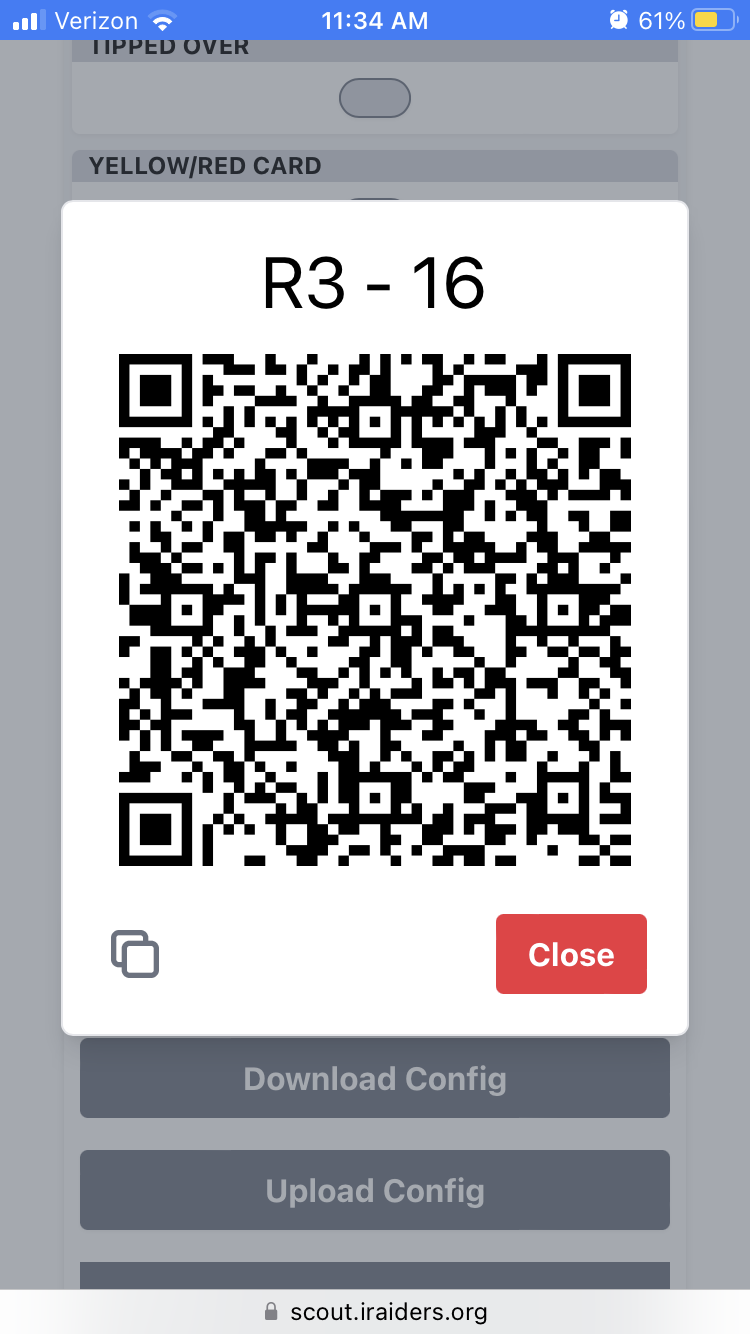 Verizon 11:34 AM 61%
TIPPED OVER
YELLOW/RED CARD
R3 - 16
Close
Download Config
Upload Config
scout.iraiders.org